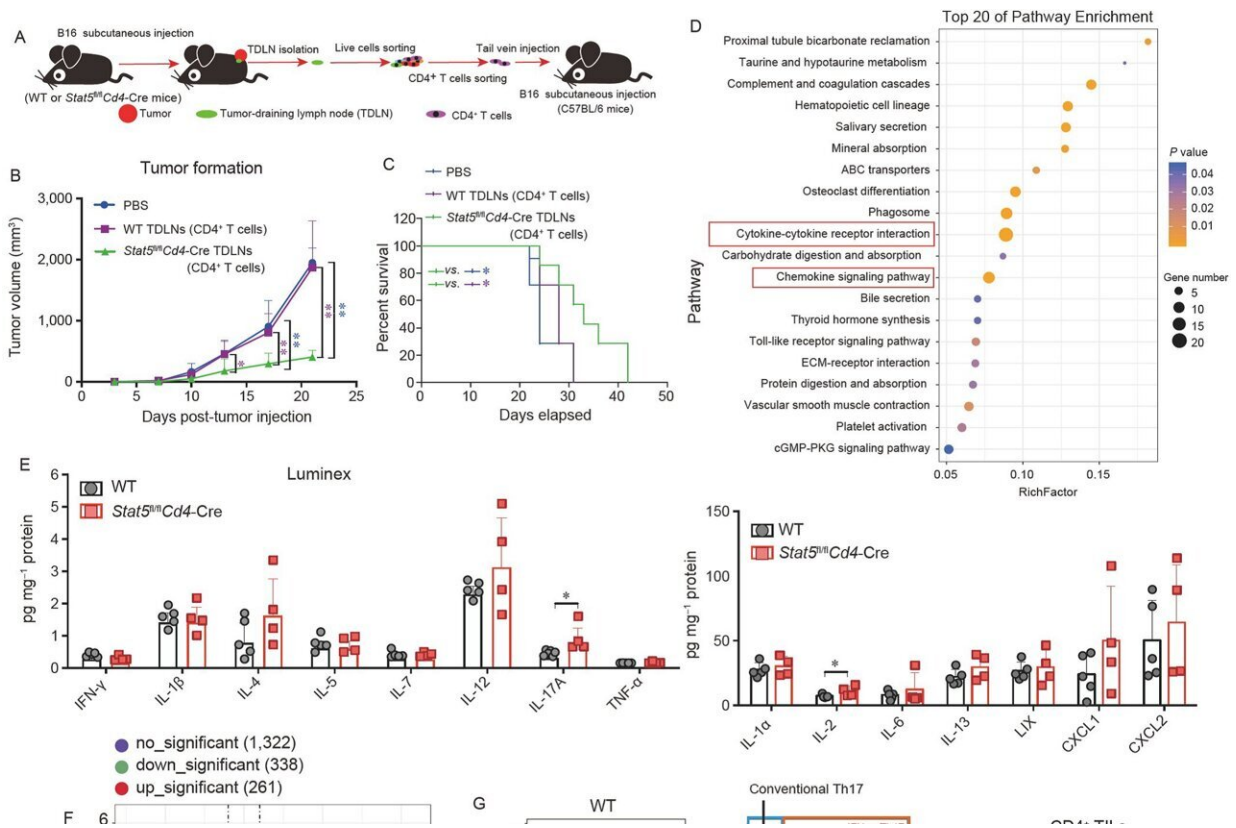 A
B16 subcutaneous injection
TDLN isolation
Live cells sorting
Tail vein injection
CD4⁺ T cells sorting
(WT or Stat5ᶠˡ/ᶠˡCd4-Cre mice)
B16 subcutaneous injection
(C57BL/6 mice)
Tumor
Tumor-draining lymph node (TDLN)
CD4⁺ T cells
B
Tumor formation
PBS
WT TDLNs (CD4⁺ T cells)
Stat5ᶠˡ/ᶠˡCd4-Cre TDLNs
(CD4⁺ T cells)
Tumor volume (mm³)
3,000
2,000
1,000
0
*
**
**
**
**
0 5 10 15 20 25
Days post-tumor injection
C
PBS
WT TDLNs (CD4⁺ T cells)
Stat5ᶠˡ/ᶠˡCd4-Cre TDLNs
(CD4⁺ T cells)
Percent survival
120
100
80
60
40
20
0
vs. *
vs. *
0 10 20 30 40 50
Days elapsed
D
Top 20 of Pathway Enrichment
Pathway
Proximal tubule bicarbonate reclamation
Taurine and hypotaurine metabolism
Complement and coagulation cascades
Hematopoietic cell lineage
Salivary secretion
Mineral absorption
ABC transporters
Osteoclast differentiation
Phagosome
Cytokine-cytokine receptor interaction
Carbohydrate digestion and absorption
Chemokine signaling pathway
Bile secretion
Thyroid hormone synthesis
Toll-like receptor signaling pathway
ECM-receptor interaction
Protein digestion and absorption
Vascular smooth muscle contraction
Platelet activation
cGMP-PKG signaling pathway
0.05 0.10 0.15
RichFactor
P value
0.04
0.03
0.02
0.01
Gene number
5
10
15
20
E
Luminex
WT
Stat5ᶠˡ/ᶠˡCd4-Cre
pg mg⁻¹ protein
6
5
4
3
2
1
0
*
IFN-γ
IL-1β
IL-4
IL-5
IL-7
IL-12
IL-17A
TNF-α
WT
Stat5ᶠˡ/ᶠˡCd4-Cre
pg mg⁻¹ protein
150
100
50
0
*
IL-1α
IL-2
IL-6
IL-13
LIX
CXCL1
CXCL2
no_significant (1,322)
down_significant (338)
up_significant (261)
F
6
G
WT
Conventional Th17